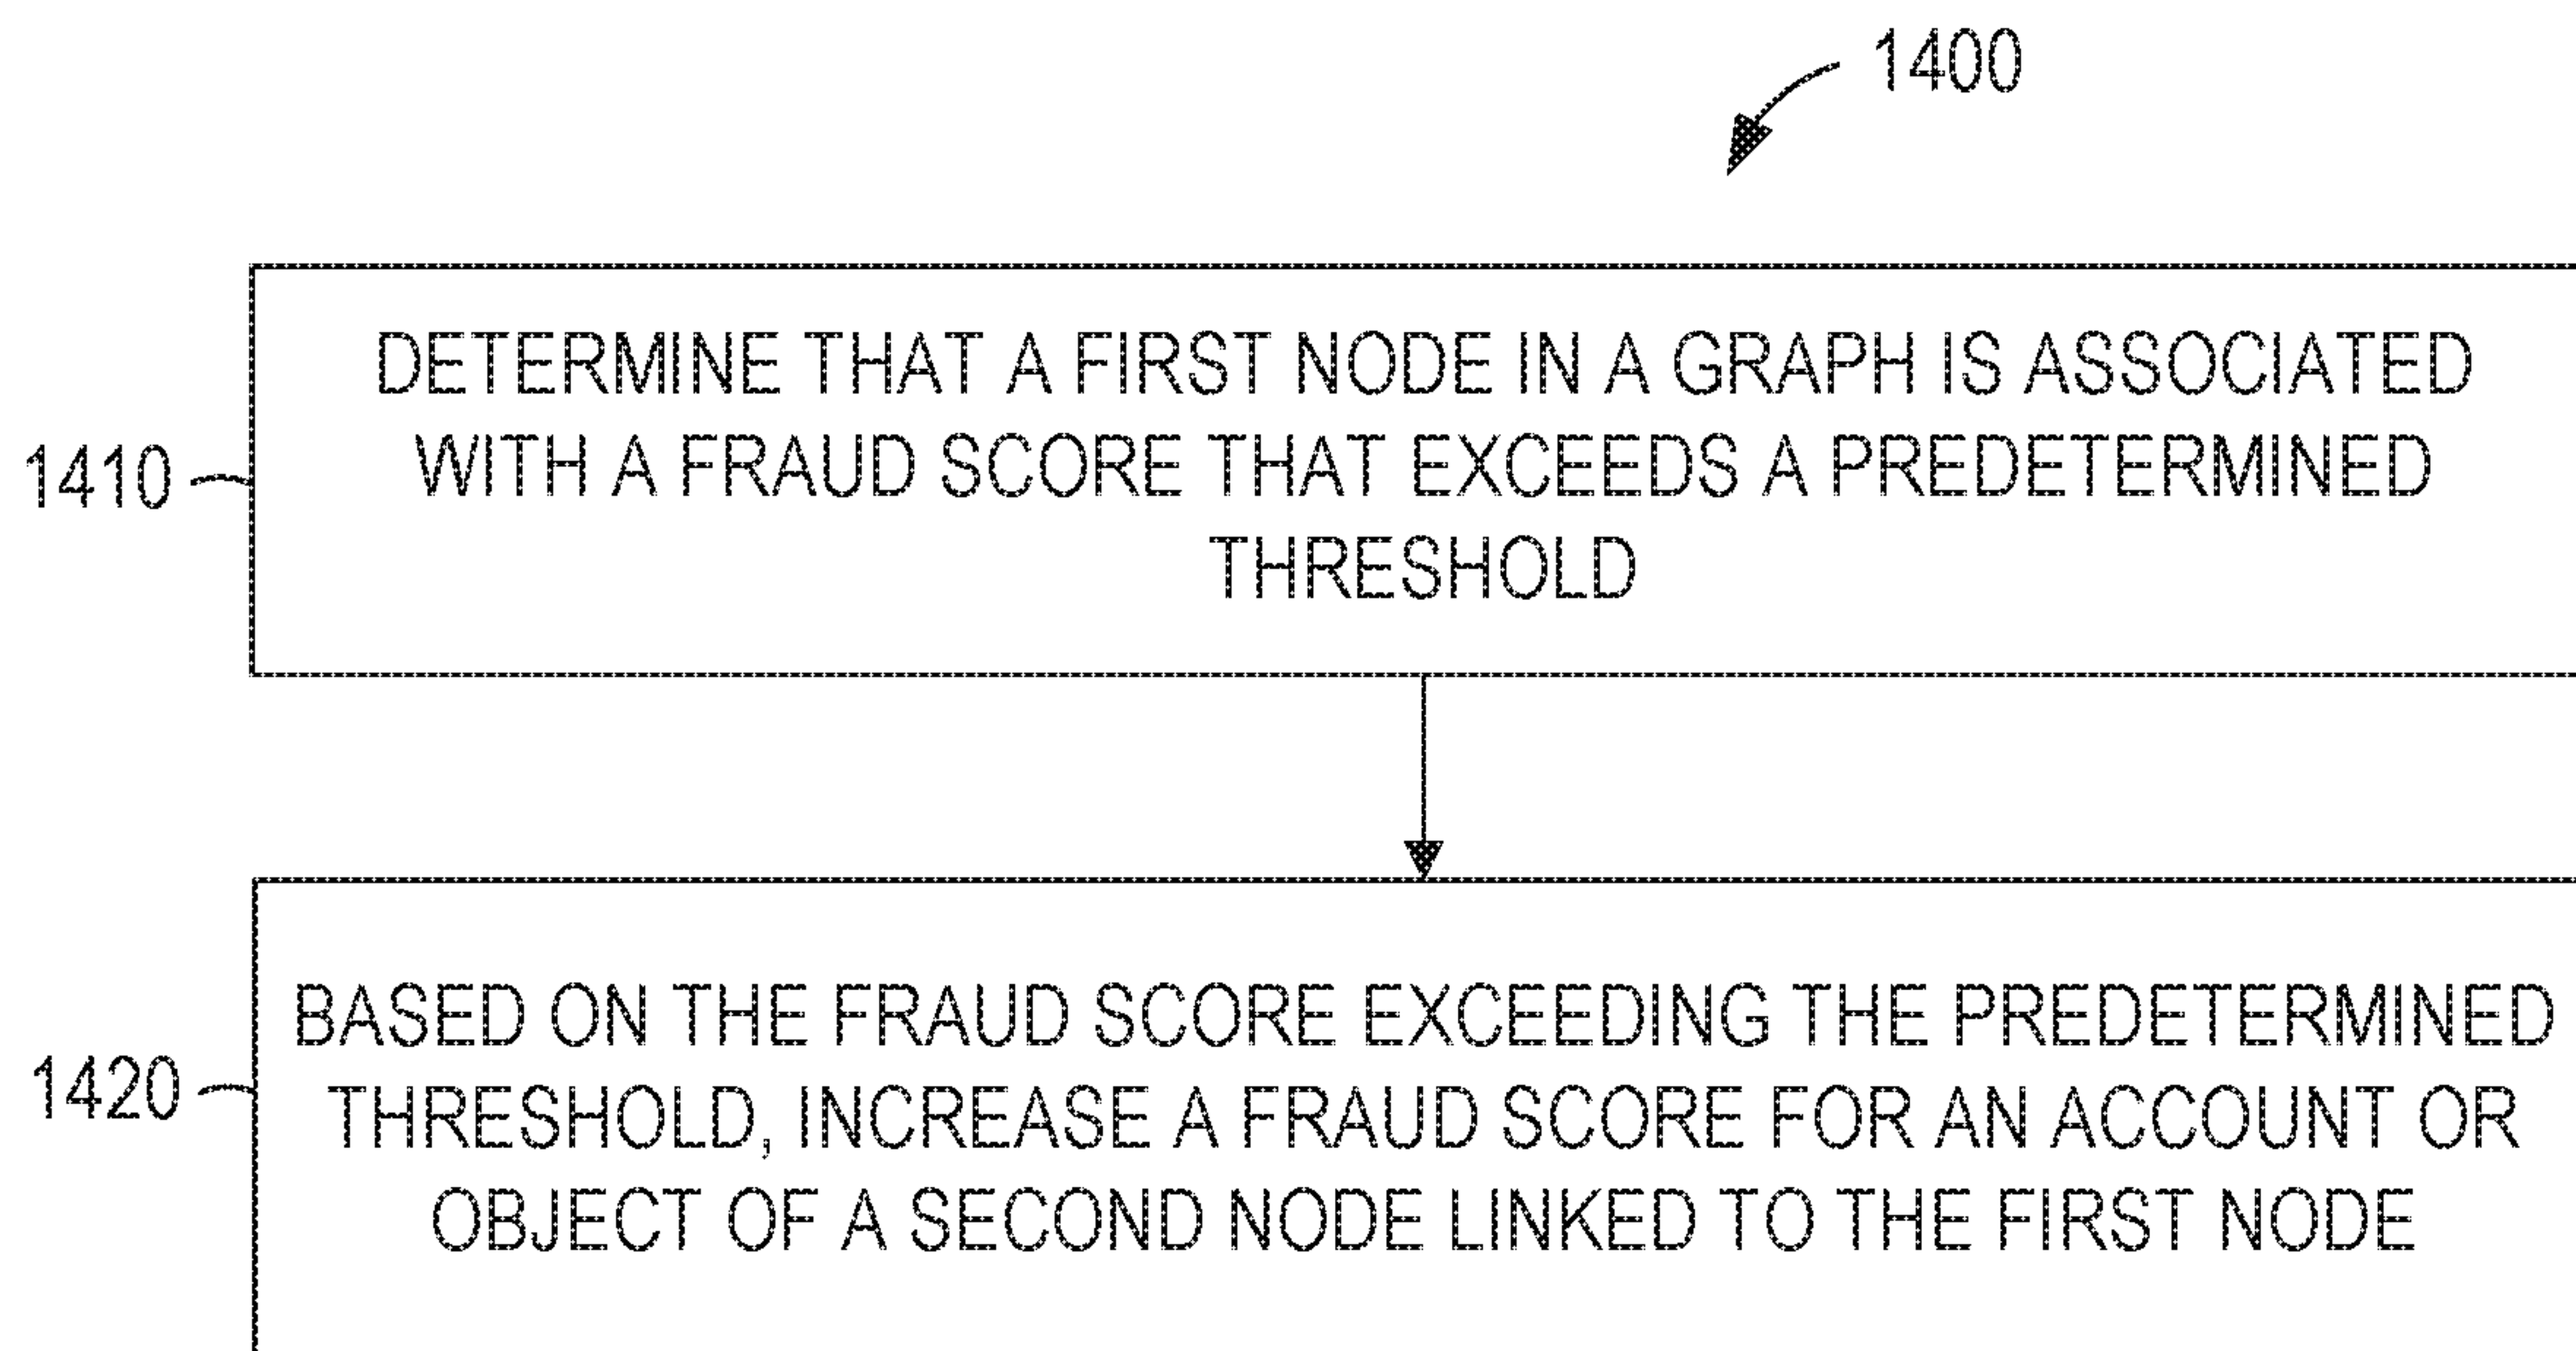 1400
1410
DETERMINE THAT A FIRST NODE IN A GRAPH IS ASSOCIATED
WITH A FRAUD SCORE THAT EXCEEDS A PREDETERMINED
THRESHOLD
1420
BASED ON THE FRAUD SCORE EXCEEDING THE PREDETERMINED
THRESHOLD, INCREASE A FRAUD SCORE FOR AN ACCOUNT OR
OBJECT OF A SECOND NODE LINKED TO THE FIRST NODE